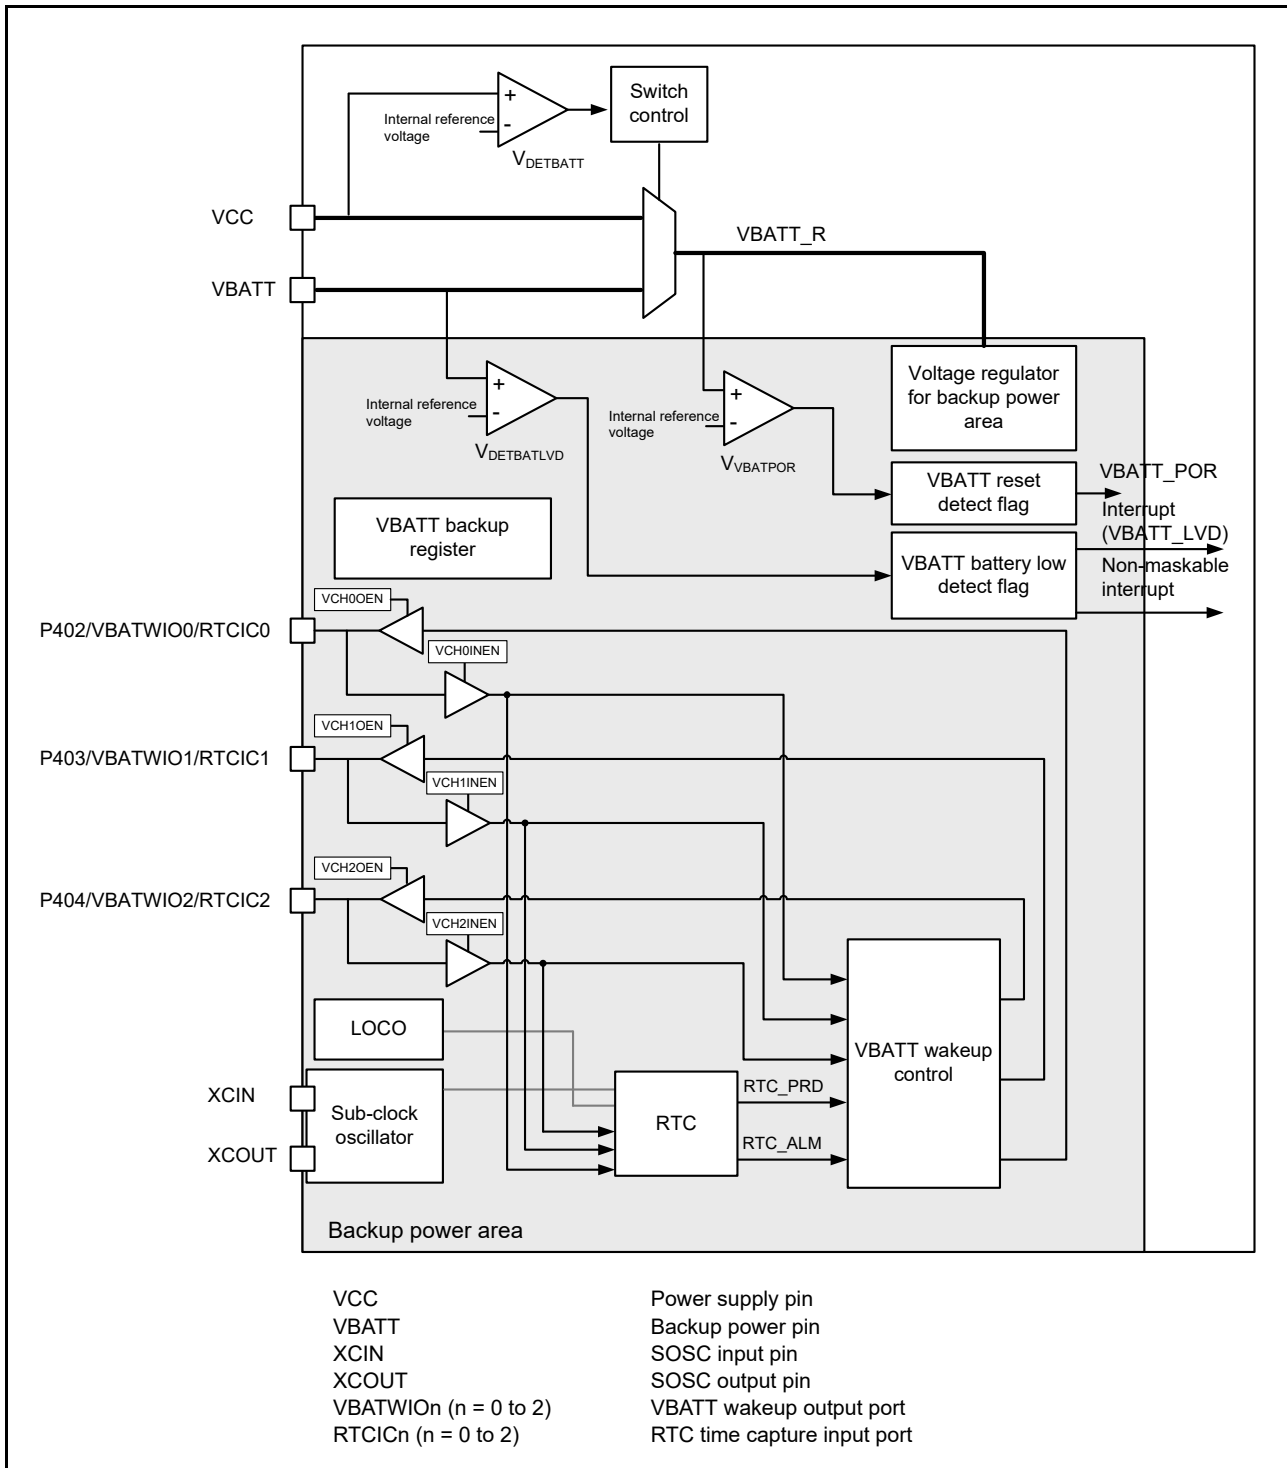 Switch
control
+
Internal reference
voltage
-
VDETBATT
VCC
VBATT_R
VBATT
Voltage regulator
for backup power
area
+
Internal reference
voltage
-
VDETBATLVD
+
Internal reference
voltage
-
VVBATPOR
VBATT reset
detect flag
VBATT_POR
Interrupt
(VBATT_LVD)
VBATT backup
register
VBATT battery low
detect flag
Non-maskable
interrupt
VCH0OEN
P402/VBATWIO0/RTCIC0
VCH0INEN
VCH1OEN
P403/VBATWIO1/RTCIC1
VCH1INEN
VCH2OEN
P404/VBATWIO2/RTCIC2
VCH2INEN
LOCO
VBATT wakeup
control
XCIN
Sub-clock
oscillator
XCOUT
RTC
RTC_PRD
RTC_ALM
Backup power area
VCC Power supply pin
VBATT Backup power pin
XCIN SOSC input pin
XCOUT SOSC output pin
VBATWIOn (n = 0 to 2) VBATT wakeup output port
RTCICn (n = 0 to 2) RTC time capture input port